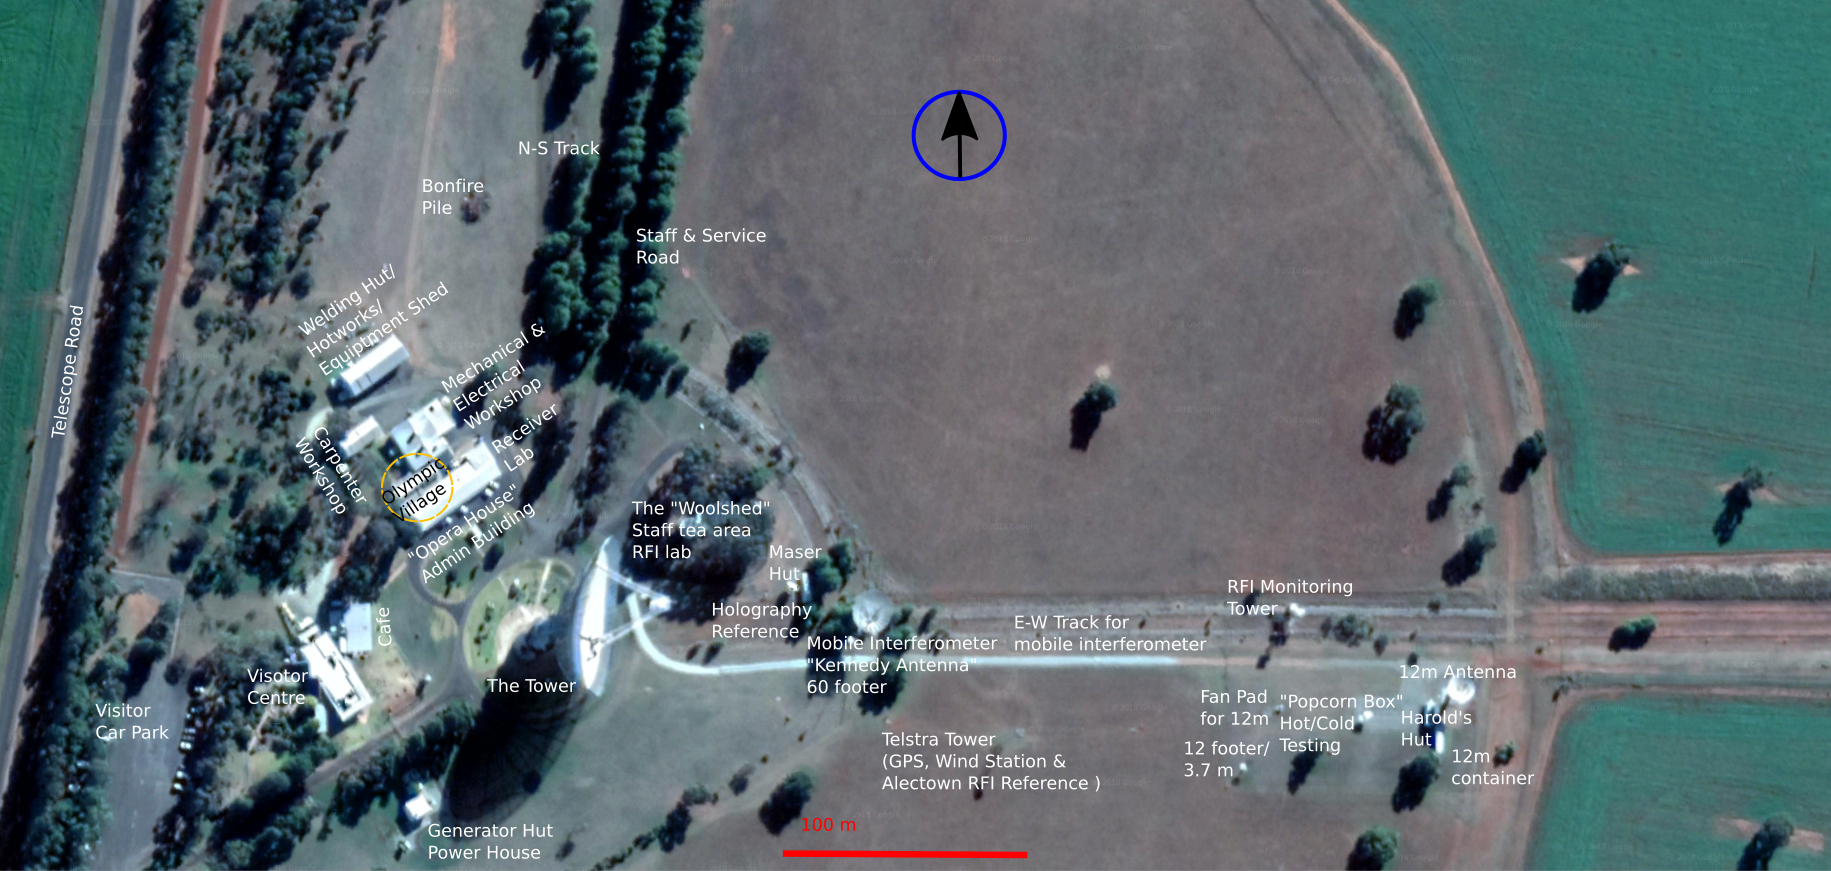 N-S Track
Bonfire
Pile
Staff & Service
Road
Welding Hut/
Hotworks/
Equiptment Shed
Telescope Road
Mechanical &
Electrical
Workshop
Receiver
Lab
Carpenter
Workshop
Olympic
Village
"Opera House"
Admin Building
The "Woolshed"
Staff tea area
RFI lab
Maser
Hut
Holography
Reference
Mobile Interferometer
"Kennedy Antenna"
60 footer
E-W Track for
mobile interferometer
RFI Monitoring
Tower
Cafe
Visotor
Centre
The Tower
Visitor
Car Park
12m Antenna
Fan Pad
for 12m
"Popcorn Box"
Hot/Cold
Testing
Harold's
Hut
12 footer/
3.7 m
12m
container
Telstra Tower
(GPS, Wind Station &
Alectown RFI Reference )
Generator Hut
Power House
100 m